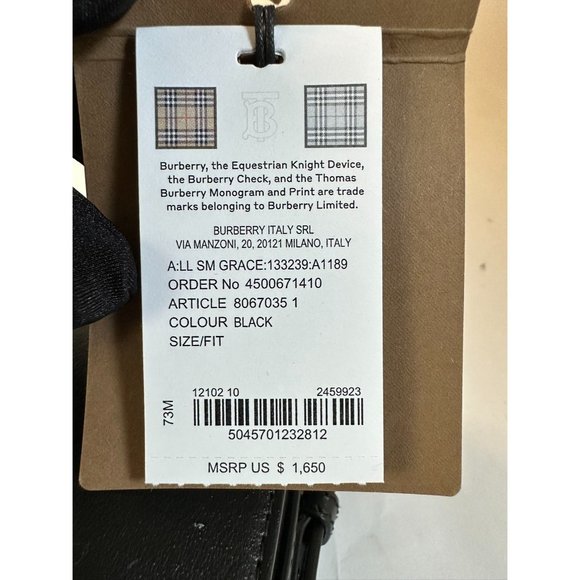 Burberry, the Equestrian Knight Device,
the Burberry Check, and the Thomas
Burberry Monogram and Print are trade
marks belonging to Burberry Limited.
BURBERRY ITALY SRL
VIA MANZONI, 20, 20121 MILANO, ITALY
A:LL SM GRACE:133239:A1189
ORDER No 4500671410
ARTICLE 8067035 1
COLOUR BLACK
SIZE/FIT
73M
12102 10 2459923
5045701232812
MSRP US $ 1,650